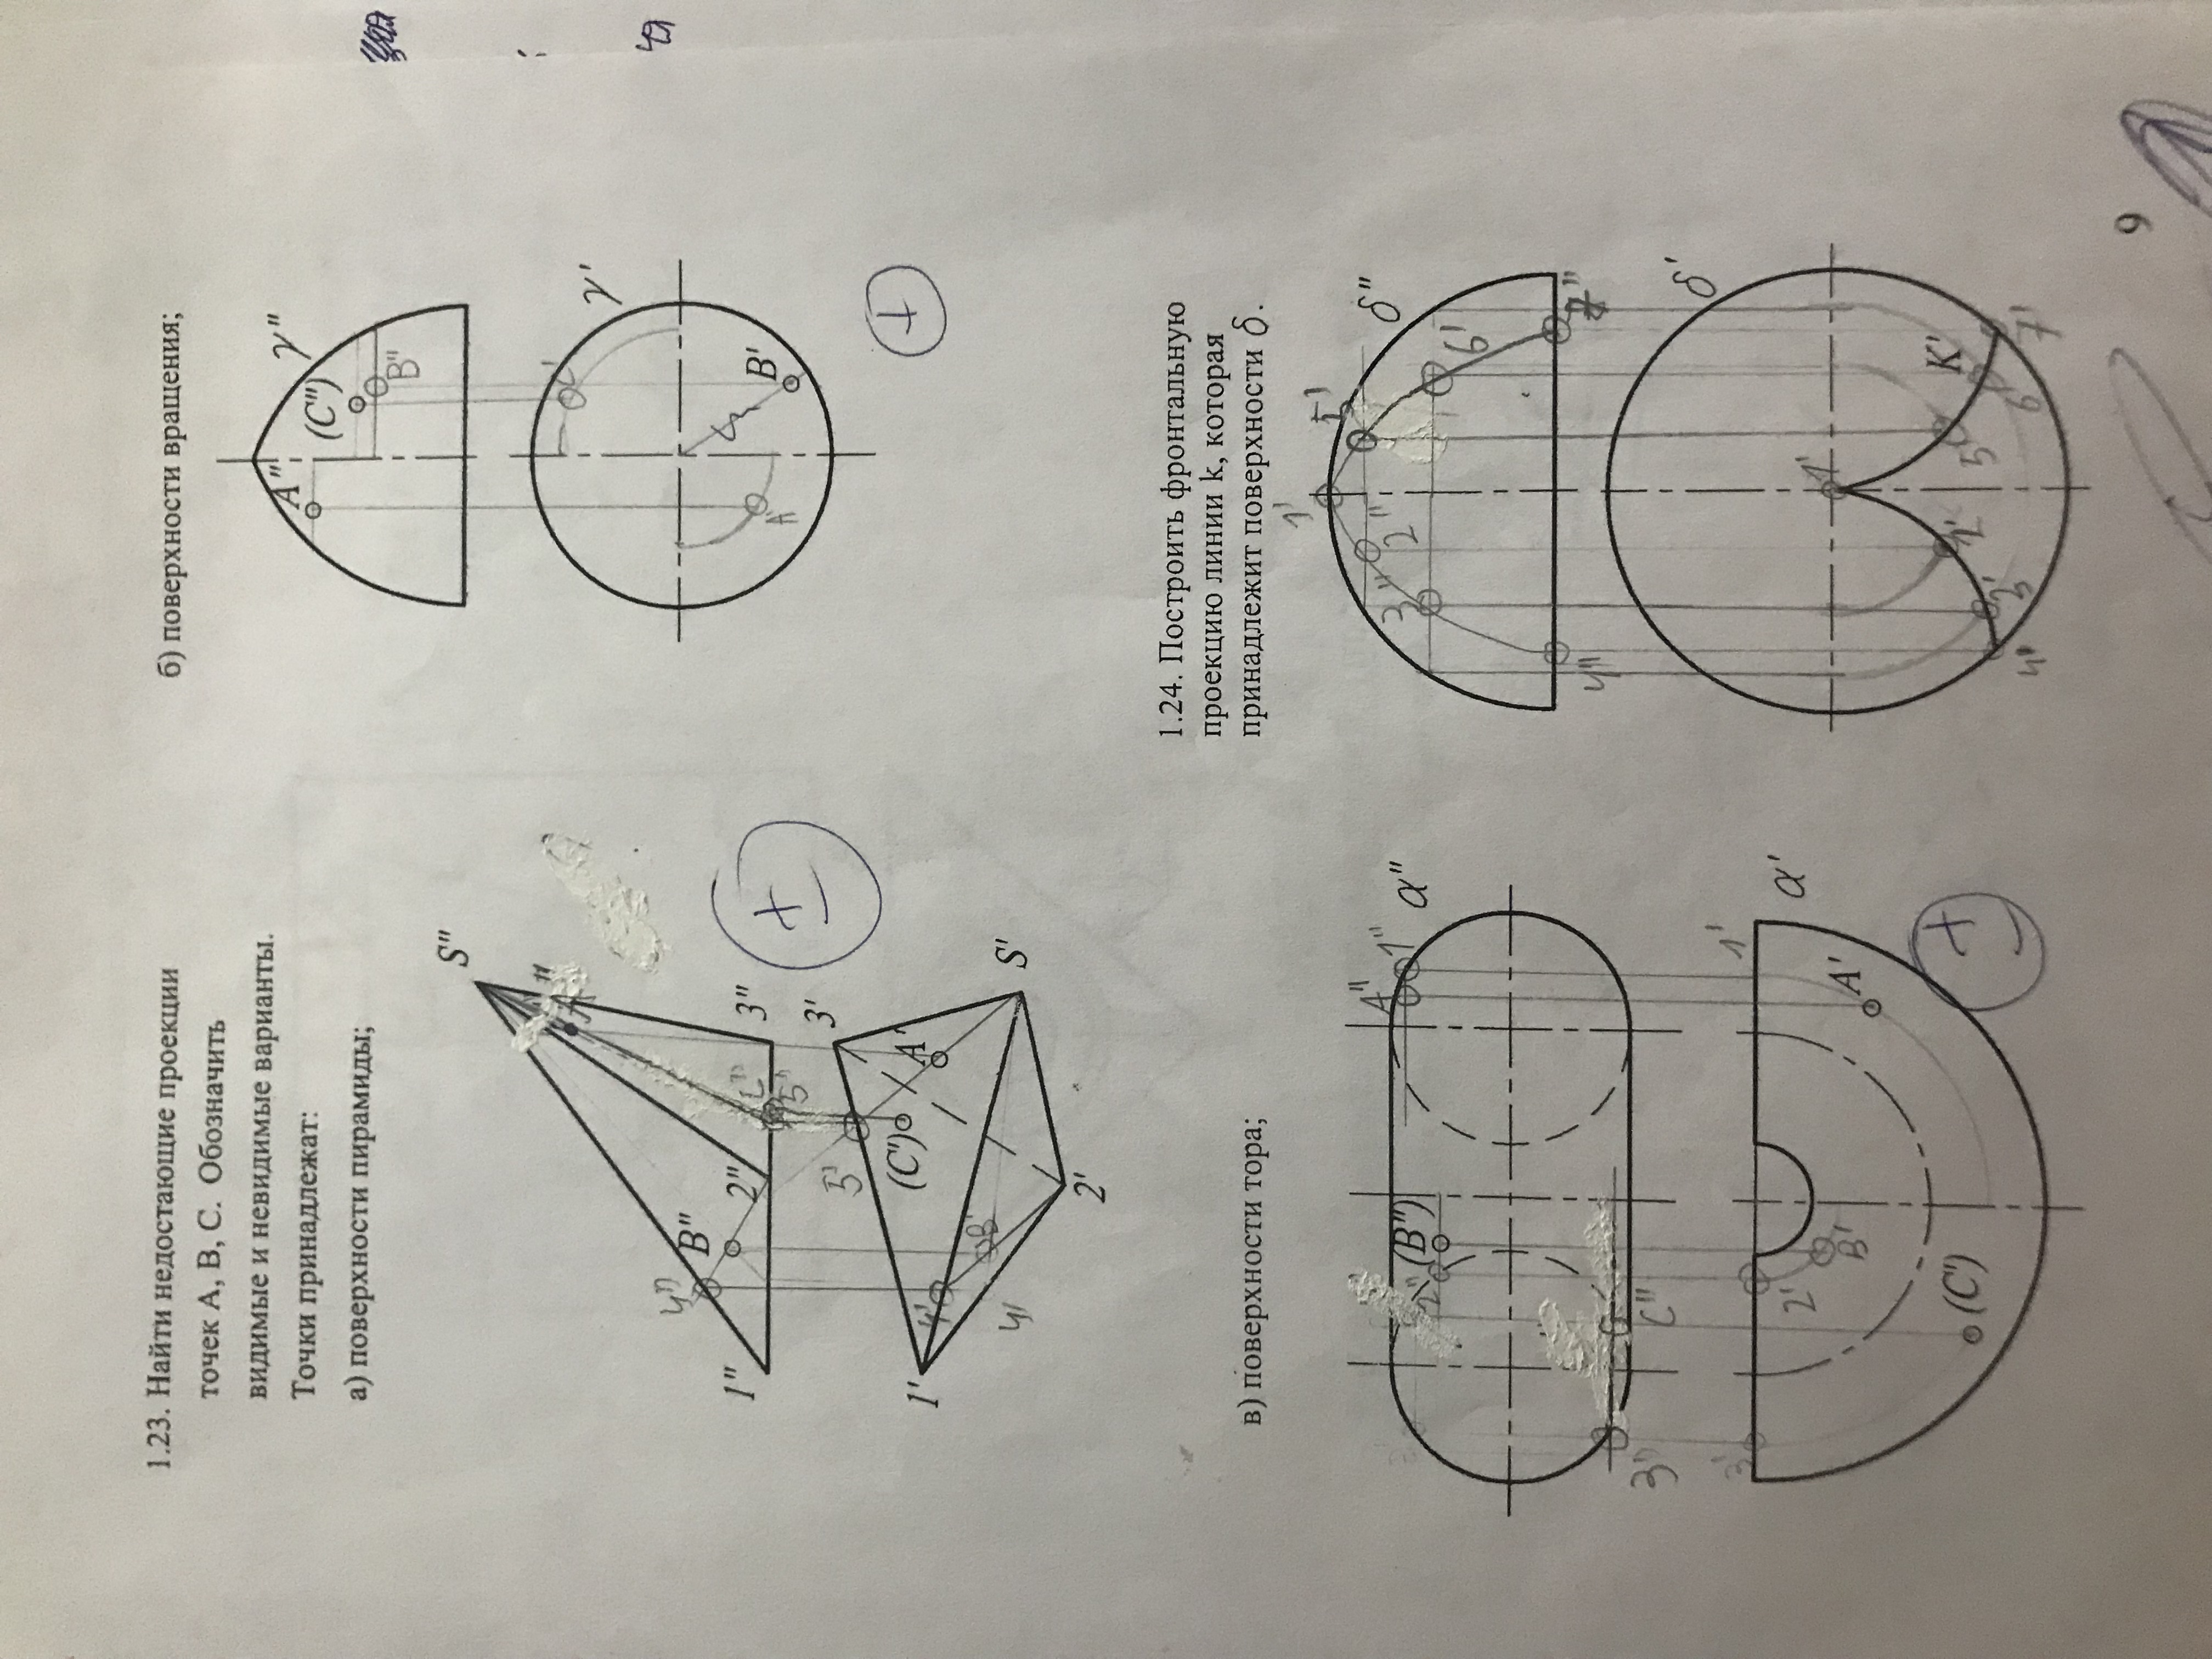 1.23. Найти недостающие проекции
точек А, В, С. Обозначить
видимые и невидимые варианты.
Точки принадлежат:
а) поверхности пирамиды;
S"
A"
4"
B"
1"
2"
C"
3"
5"
3'
5'
(C')
A'
1'
4'
B'
4'
S'
2'
+
б) поверхности вращения;
A"
γ"
(C")
B"
C'
γ'
A'
B'
+
в) поверхности тора;
A"
1"
α"
2"
(B")
3"
C"
3'
1'
2'
α'
B'
A'
(C')
+
1.24. Построить фронтальную
проекцию линии k, которая
принадлежит поверхности δ.
1'
5'
δ"
3"
2"
6'
4"
7"
δ'
1'
K'
2'
5'
4'
3'
6'
7'
9